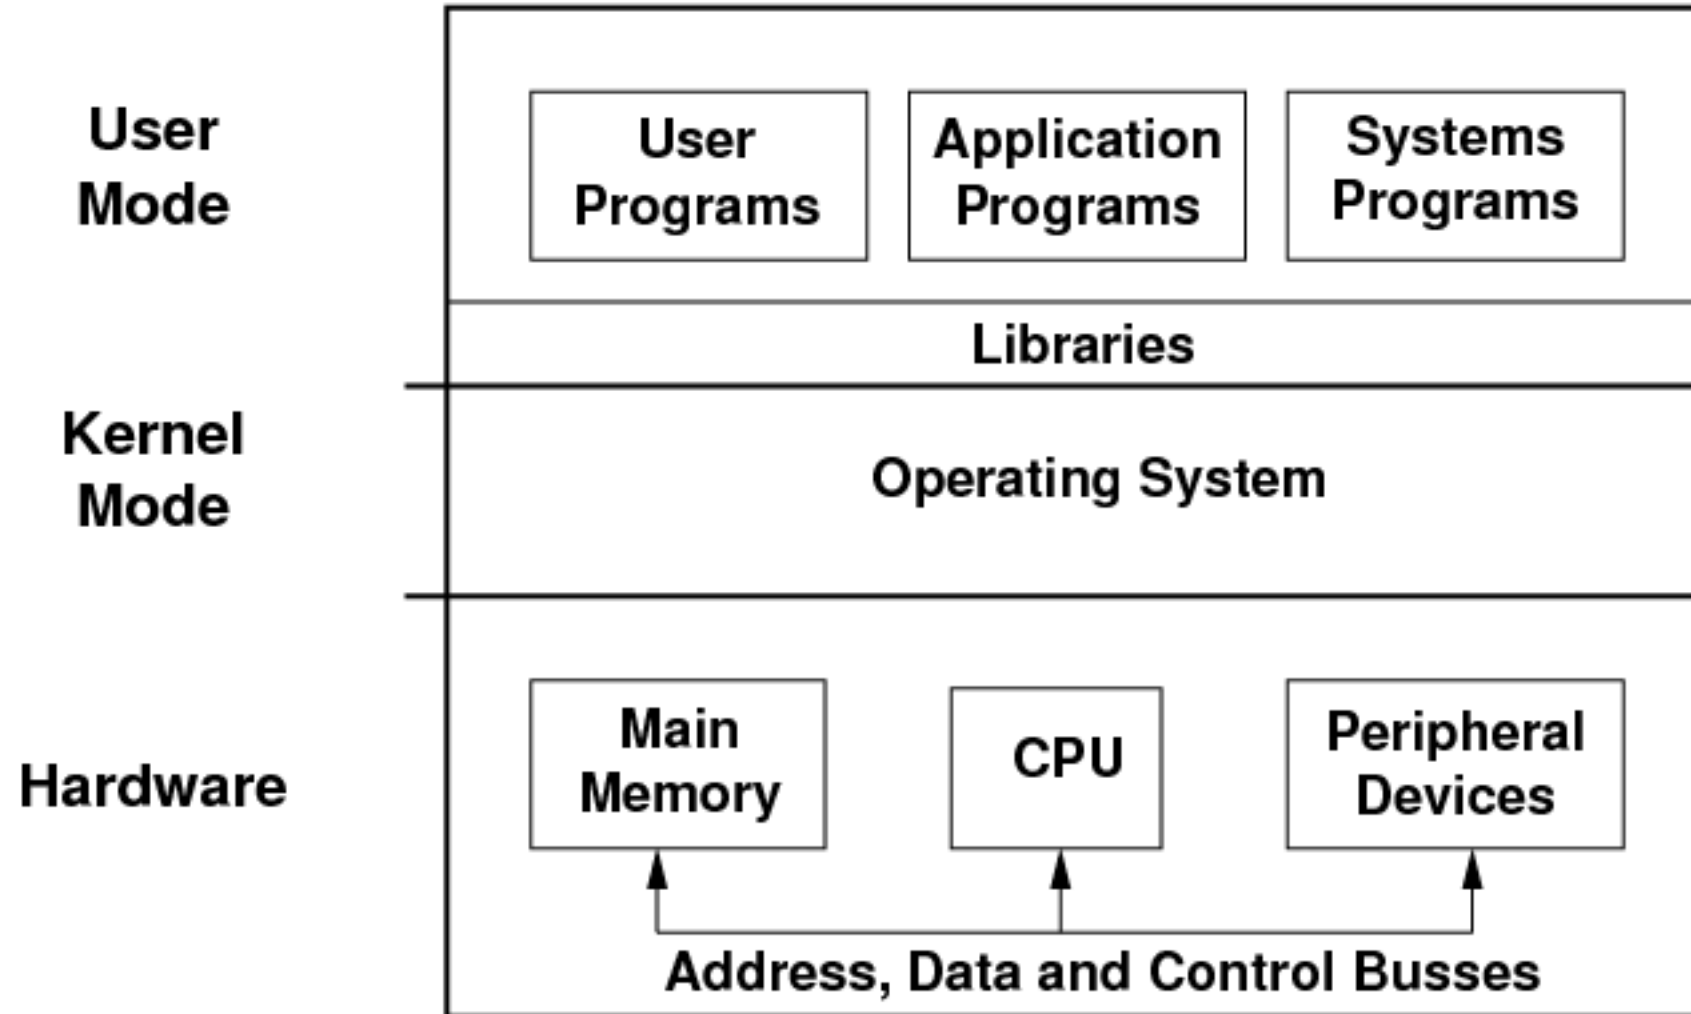 User
Mode
User
Programs
Application
Programs
Systems
Programs
Libraries
Kernel
Mode
Operating System
Hardware
Main
Memory
CPU
Peripheral
Devices
Address, Data and Control Busses